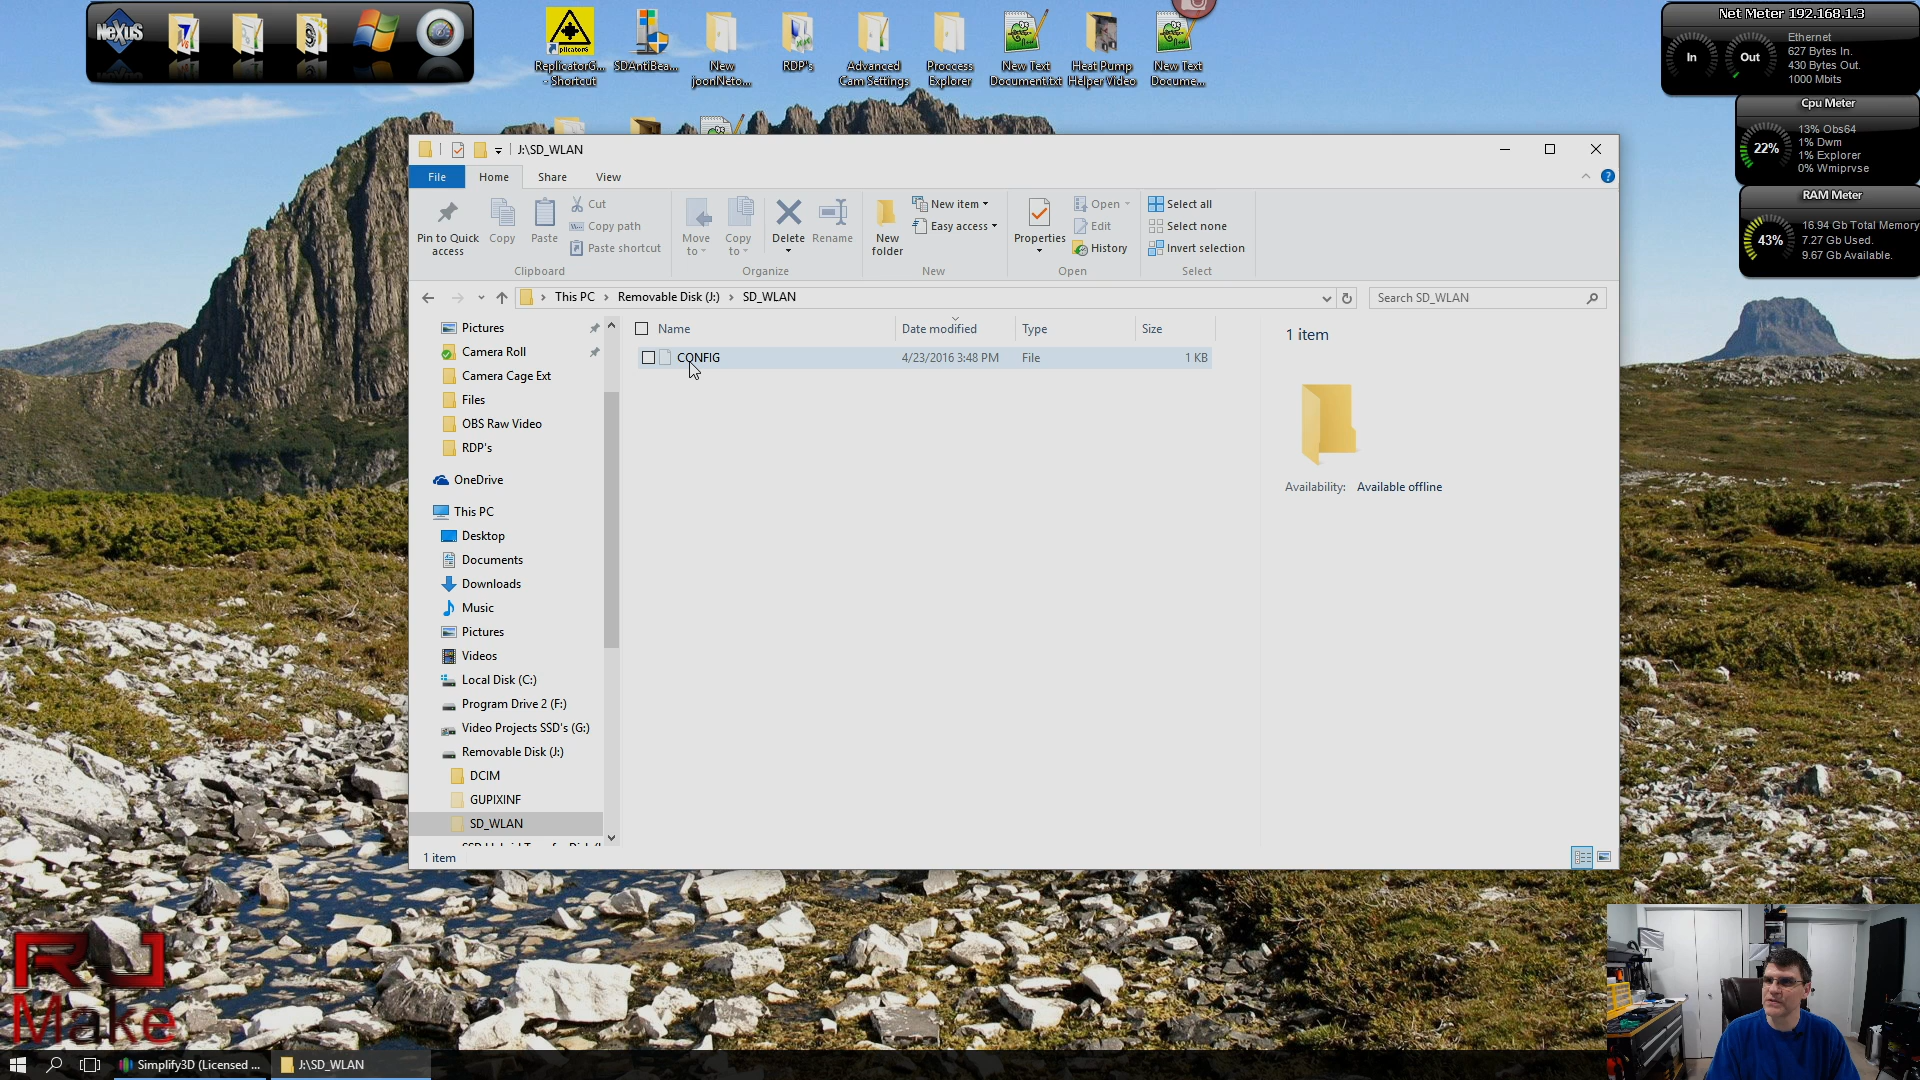 NeXuS
plicators
ReplicatorG...
- Shortcut
SDAntiBea...
New
joonNeto...
RDP's
Advanced
Cam Settings
Proccess
Explorer
New Text
Document.txt
Heat Pump
Helper Video
New Text
Docume...
Net Meter 192.168.1.3
In
Out
Ethernet
627 Bytes In.
430 Bytes Out.
1000 Mbits
Cpu Meter
22%
13% Obs64
1% Dwm
1% Explorer
0% Wmiprvse
RAM Meter
43%
16.94 Gb Total Memory
7.27 Gb Used.
9.67 Gb Available.
J:\SD_WLAN
File
Home
Share
View
Pin to Quick
access
Copy
Paste
Cut
Copy path
Paste shortcut
Clipboard
Move
to
Copy
to
Delete
Rename
Organize
New
folder
New item
Easy access
New
Properties
Open
Edit
History
Open
Select all
Select none
Invert selection
Select
This PC
Removable Disk (J:)
SD_WLAN
Search SD_WLAN
Name
Date modified
Type
Size
CONFIG
4/23/2016 3:48 PM
File
1 KB
1 item
Availability:
Available offline
Pictures
Camera Roll
Camera Cage Ext
Files
OBS Raw Video
RDP's
OneDrive
This PC
Desktop
Documents
Downloads
Music
Pictures
Videos
Local Disk (C:)
Program Drive 2 (F:)
Video Projects SSD's (G:)
Removable Disk (J:)
DCIM
GUPIXINF
SD_WLAN
1 item
RJ
Make
Simplify3D (Licensed ...
J:\SD_WLAN